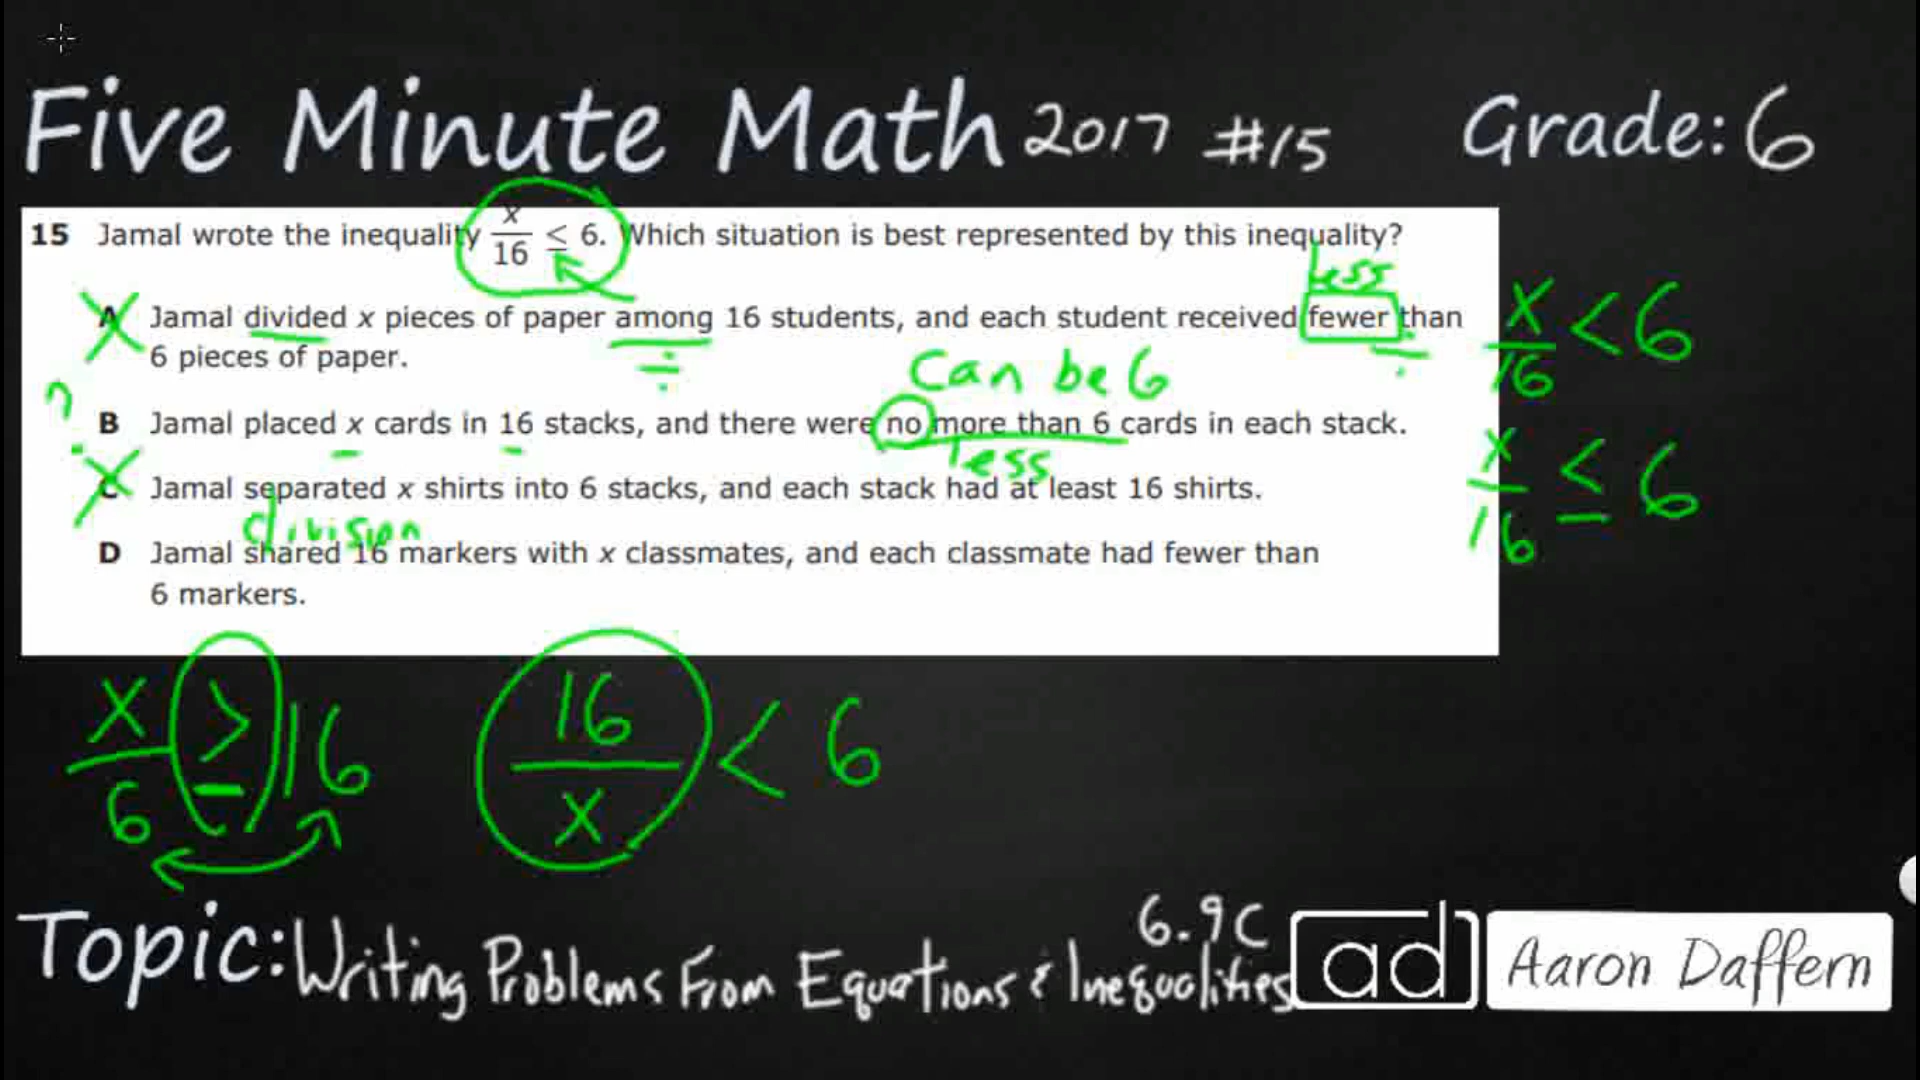 Five Minute Math 2017 #15 Grade: 6
15 Jamal wrote the inequality x/16 ≤ 6. Which situation is best represented by this inequality?
less
A Jamal divided x pieces of paper among 16 students, and each student received fewer than
6 pieces of paper.
x/16 < 6
÷ ÷
can be 6
? B Jamal placed x cards in 16 stacks, and there were no more than 6 cards in each stack.
less
x/16 ≤ 6
C Jamal separated x shirts into 6 stacks, and each stack had at least 16 shirts.
division
D Jamal shared 16 markers with x classmates, and each classmate had fewer than
6 markers.
x/6 ≥ 16 16/x < 6
6.9C
Topic: Writing Problems From Equations & Inequalities ad Aaron Daffern